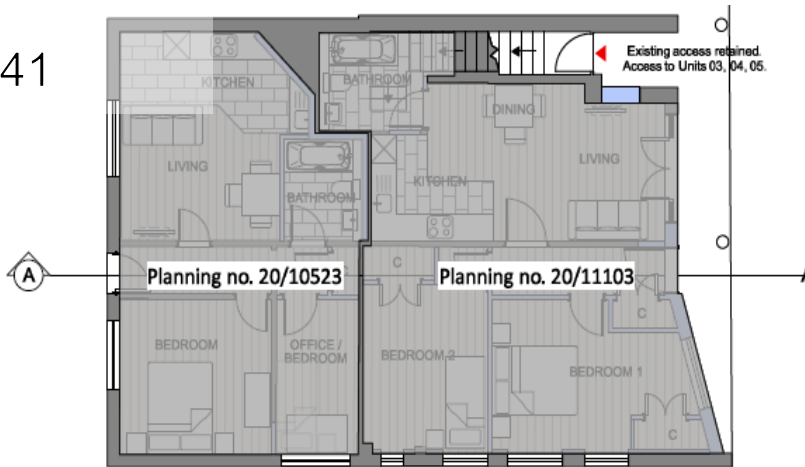 41
Existing access retained.
Access to Units 03, 04, 05.
KITCHEN
BATHROOM
DINING
LIVING
LIVING
KITCHEN
BATHROOM
C
A
Planning no. 20/10523
Planning no. 20/11103
C
BEDROOM
OFFICE /
BEDROOM
BEDROOM 2
BEDROOM 1
C